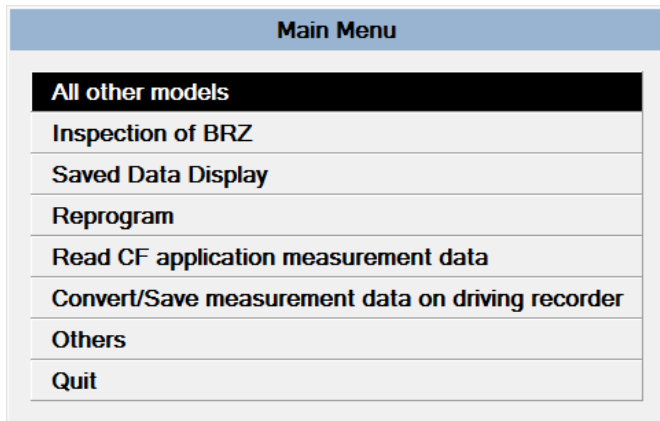 Main Menu
All other models
Inspection of BRZ
Saved Data Display
Reprogram
Read CF application measurement data
Convert/Save measurement data on driving recorder
Others
Quit